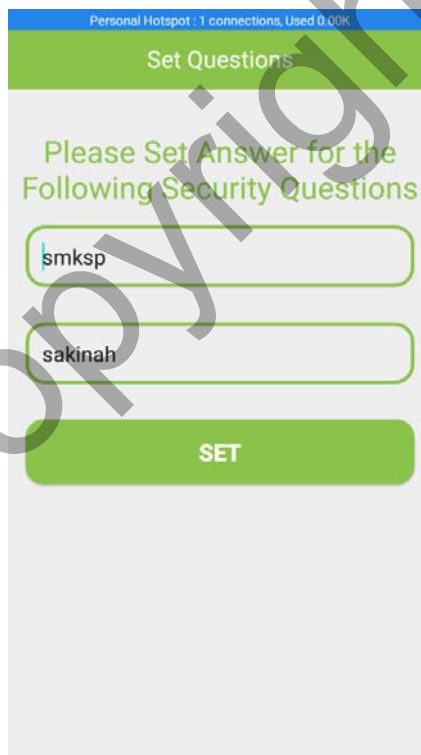 Personal Hotspot : 1 connections, Used 0.00K
Set Questions
Please Set Answer for the
Following Security Questions
smksp
sakinah
SET
opyrig